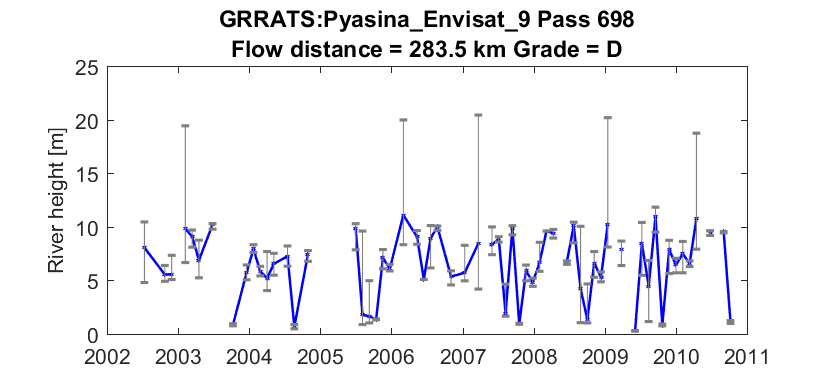 GRRATS:Pyasina_Envisat_9 Pass 698
Flow distance = 283.5 km Grade = D
25
20
15
10
5
0
River height [m]
2002 2003 2004 2005 2006 2007 2008 2009 2010 2011